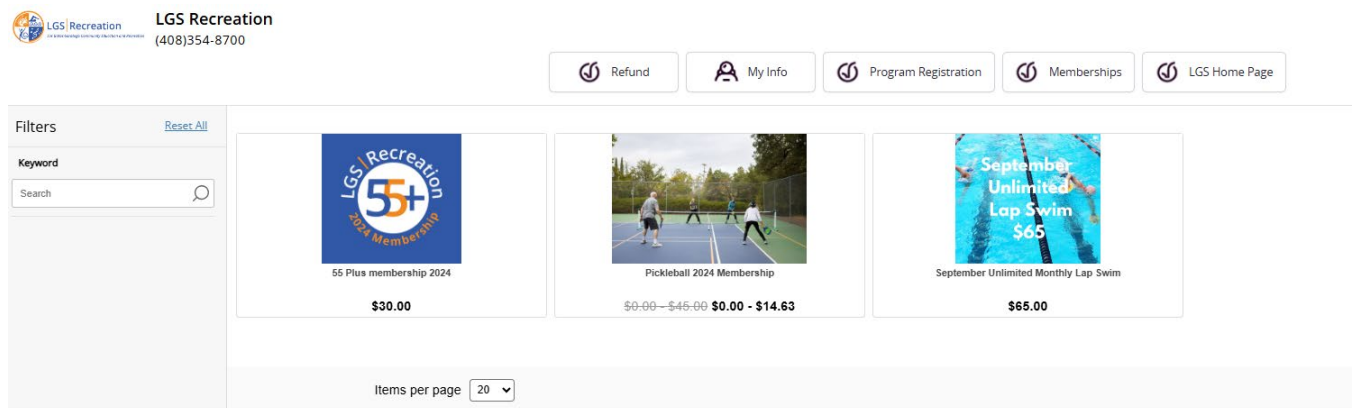 LGS Recreation
LGS Recreation
(408)354-8700
Refund
My Info
Program Registration
Memberships
LGS Home Page
Filters
Reset All
Keyword
Search
LGS Recreation
55+
2024 Membership
55 Plus membership 2024
$30.00
Pickleball 2024 Membership
$0.00 - $45.00 $0.00 - $14.63
September
Unlimited
Lap Swim
$65
September Unlimited Monthly Lap Swim
$65.00
Items per page 20